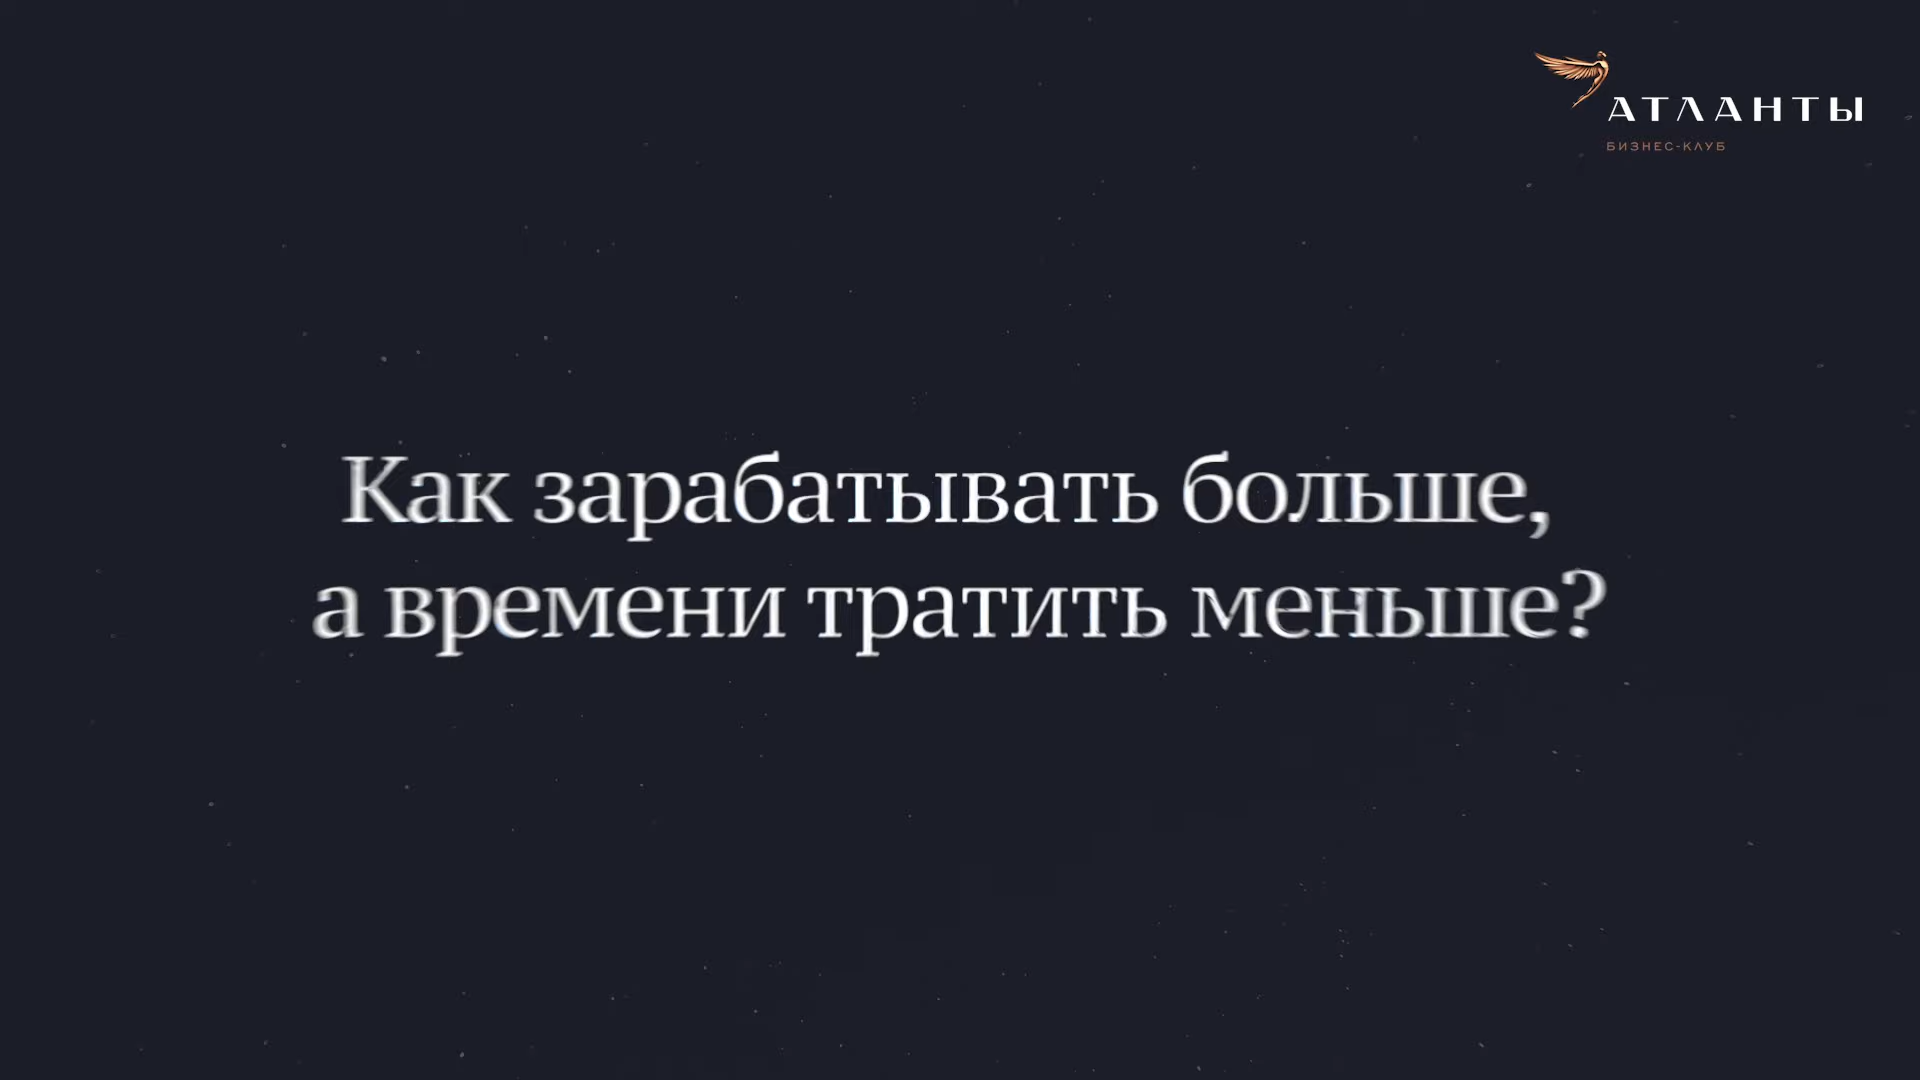 АТЛАНТЫ
БИЗНЕС-КЛУБ
Как зарабатывать больше,
а времени тратить меньше?